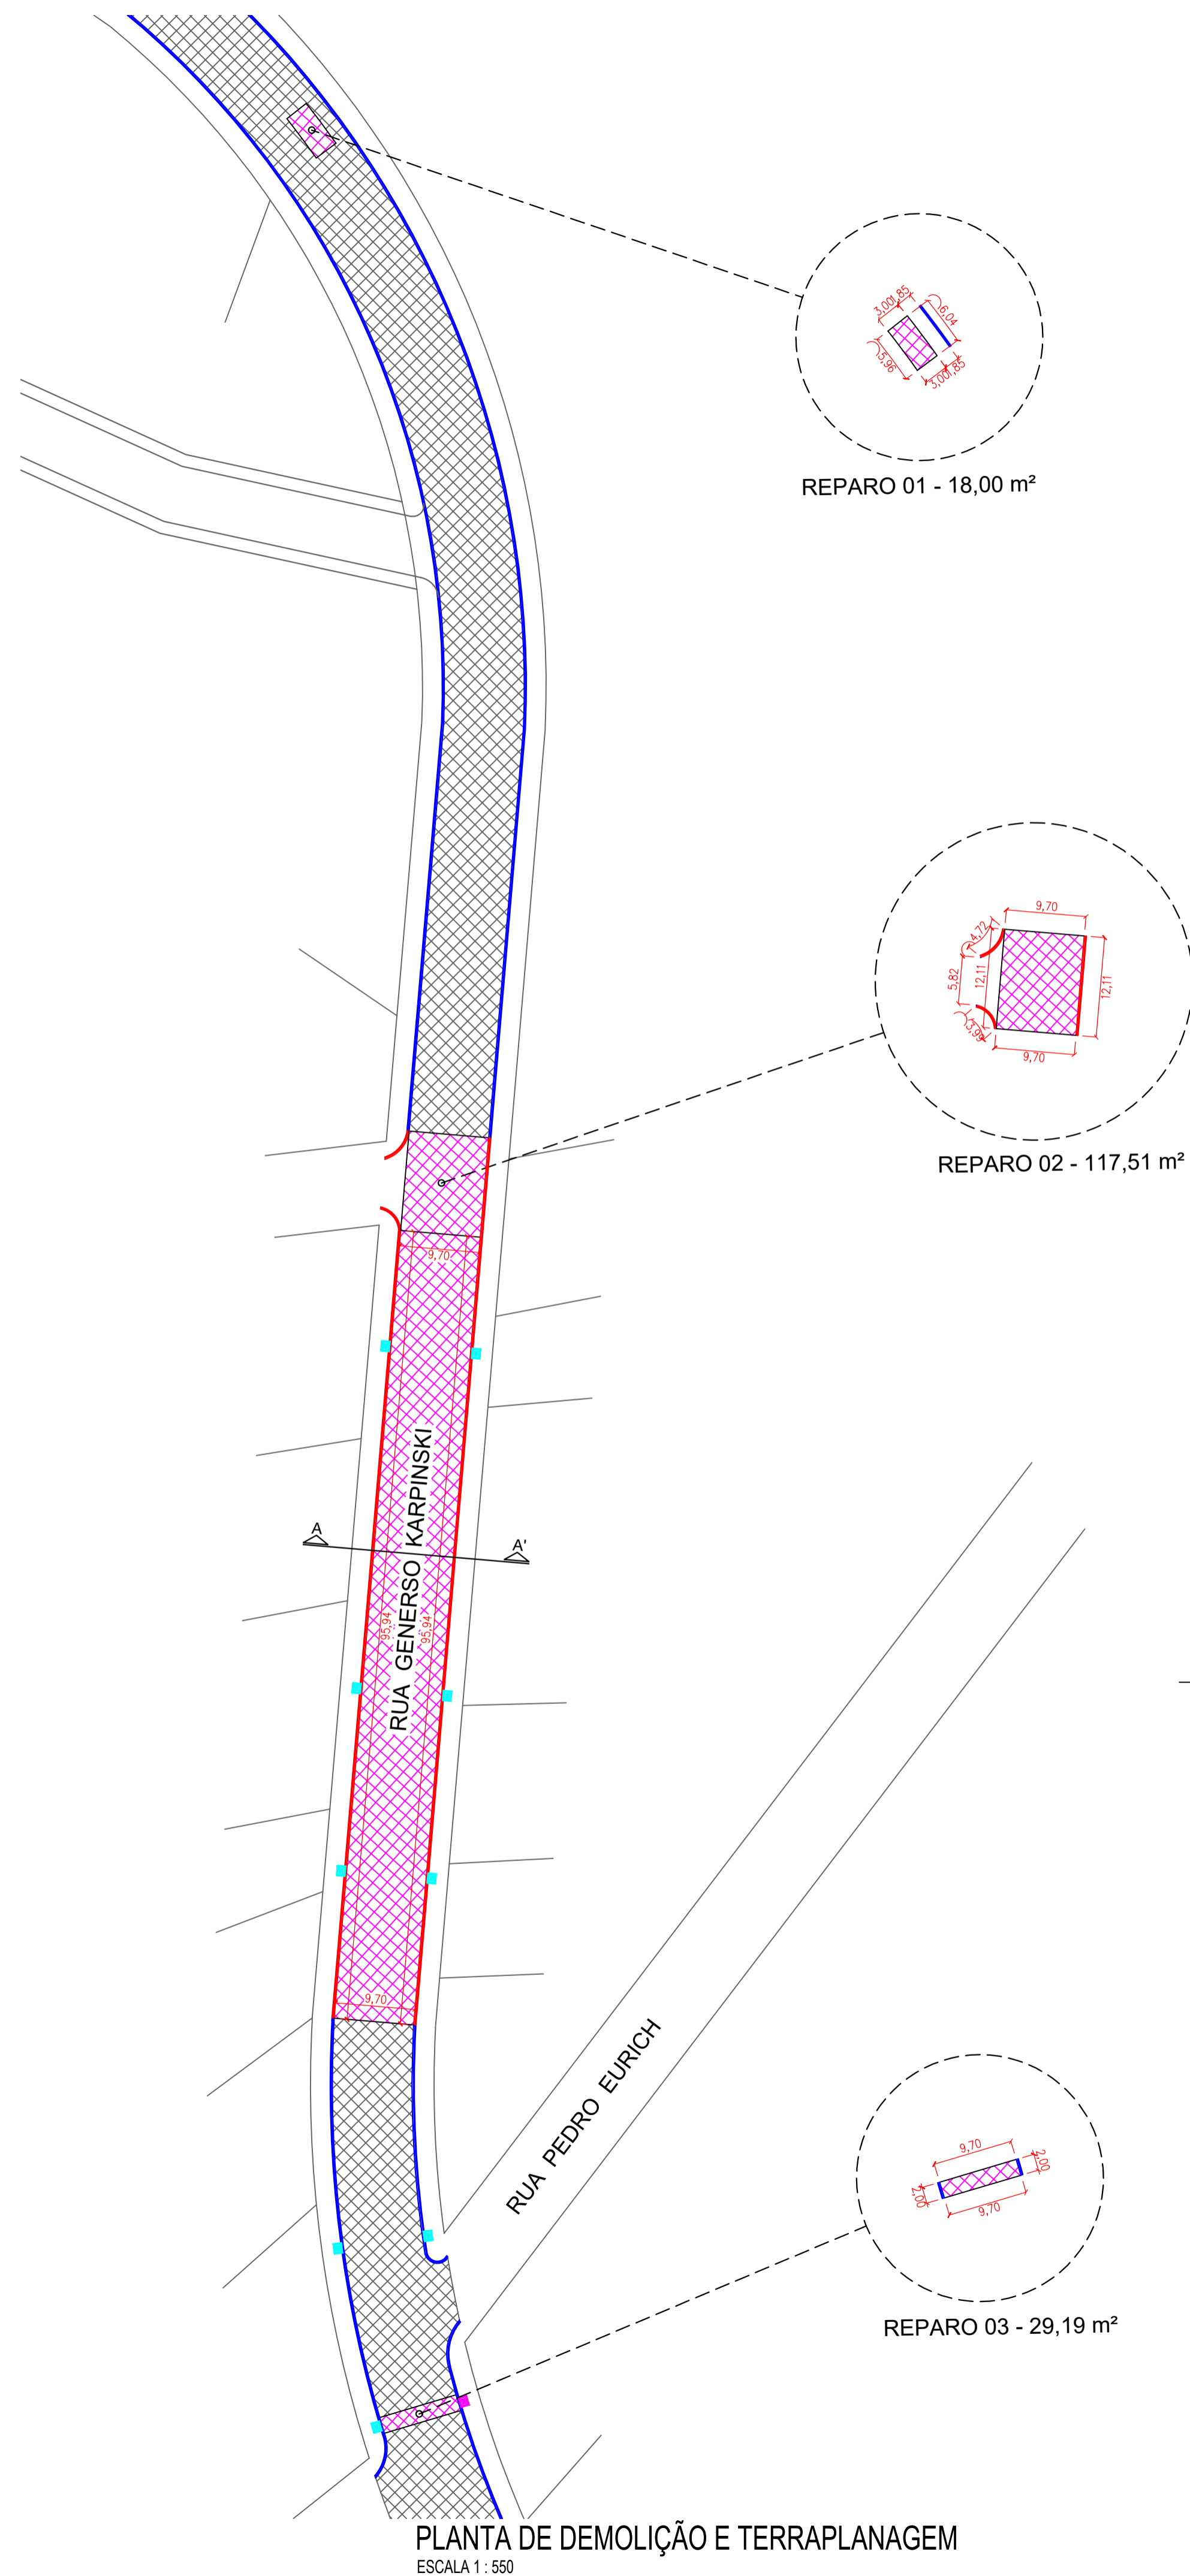 3,00
1,85
6,04
5,96
3,00
1,85
REPARO 01 - 18,00 m²
9,70
4,72
5,82
12,11
12,11
3,99
9,70
REPARO 02 - 117,51 m²
9,70
RUA GENERSO KARPINSKI
A
A'
95,94
95,94
9,70
RUA PEDRO EURICH
9,70
2,00
2,00
9,70
REPARO 03 - 29,19 m²
PLANTA DE DEMOLIÇÃO E TERRAPLANAGEM
ESCALA 1 : 550